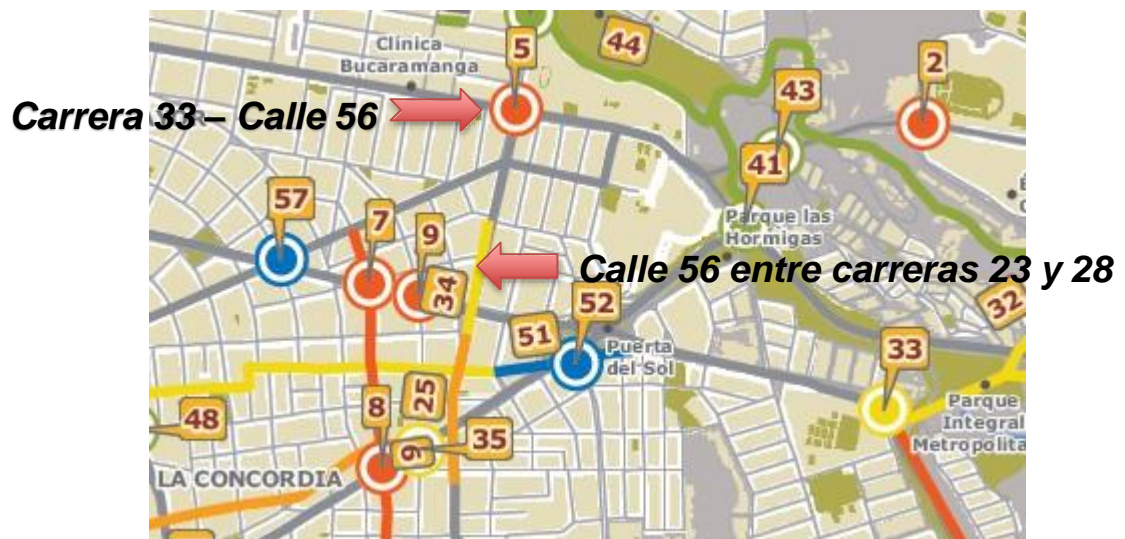 Clínica
Bucaramanga
5
44
2
43
Carrera 33 – Calle 56
41
57
7
9
Parque las
Hormigas
34
Calle 56 entre carreras 23 y 28
52
32
51
Puerta
del Sol
33
25
8
48
35
9
Parque
Integral
Metropolita
LA CONCORDIA